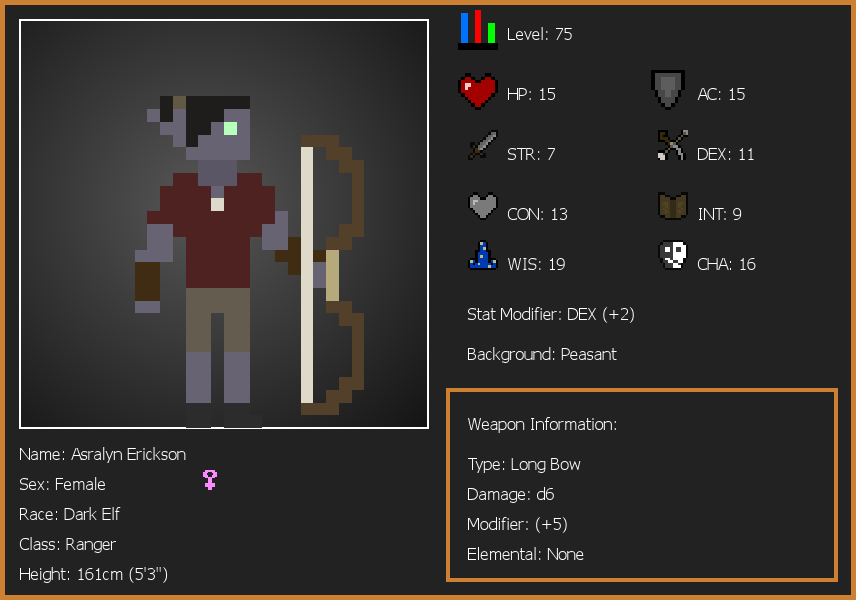 Level: 75
HP: 15
AC: 15
STR: 7
DEX: 11
CON: 13
INT: 9
WIS: 19
CHA: 16
Stat Modifier: DEX (+2)
Background: Peasant
Weapon Information:
Type: Long Bow
Damage: d6
Modifier: (+5)
Elemental: None
Name: Asralyn Erickson
Sex: Female
Race: Dark Elf
Class: Ranger
Height: 161cm (5'3")